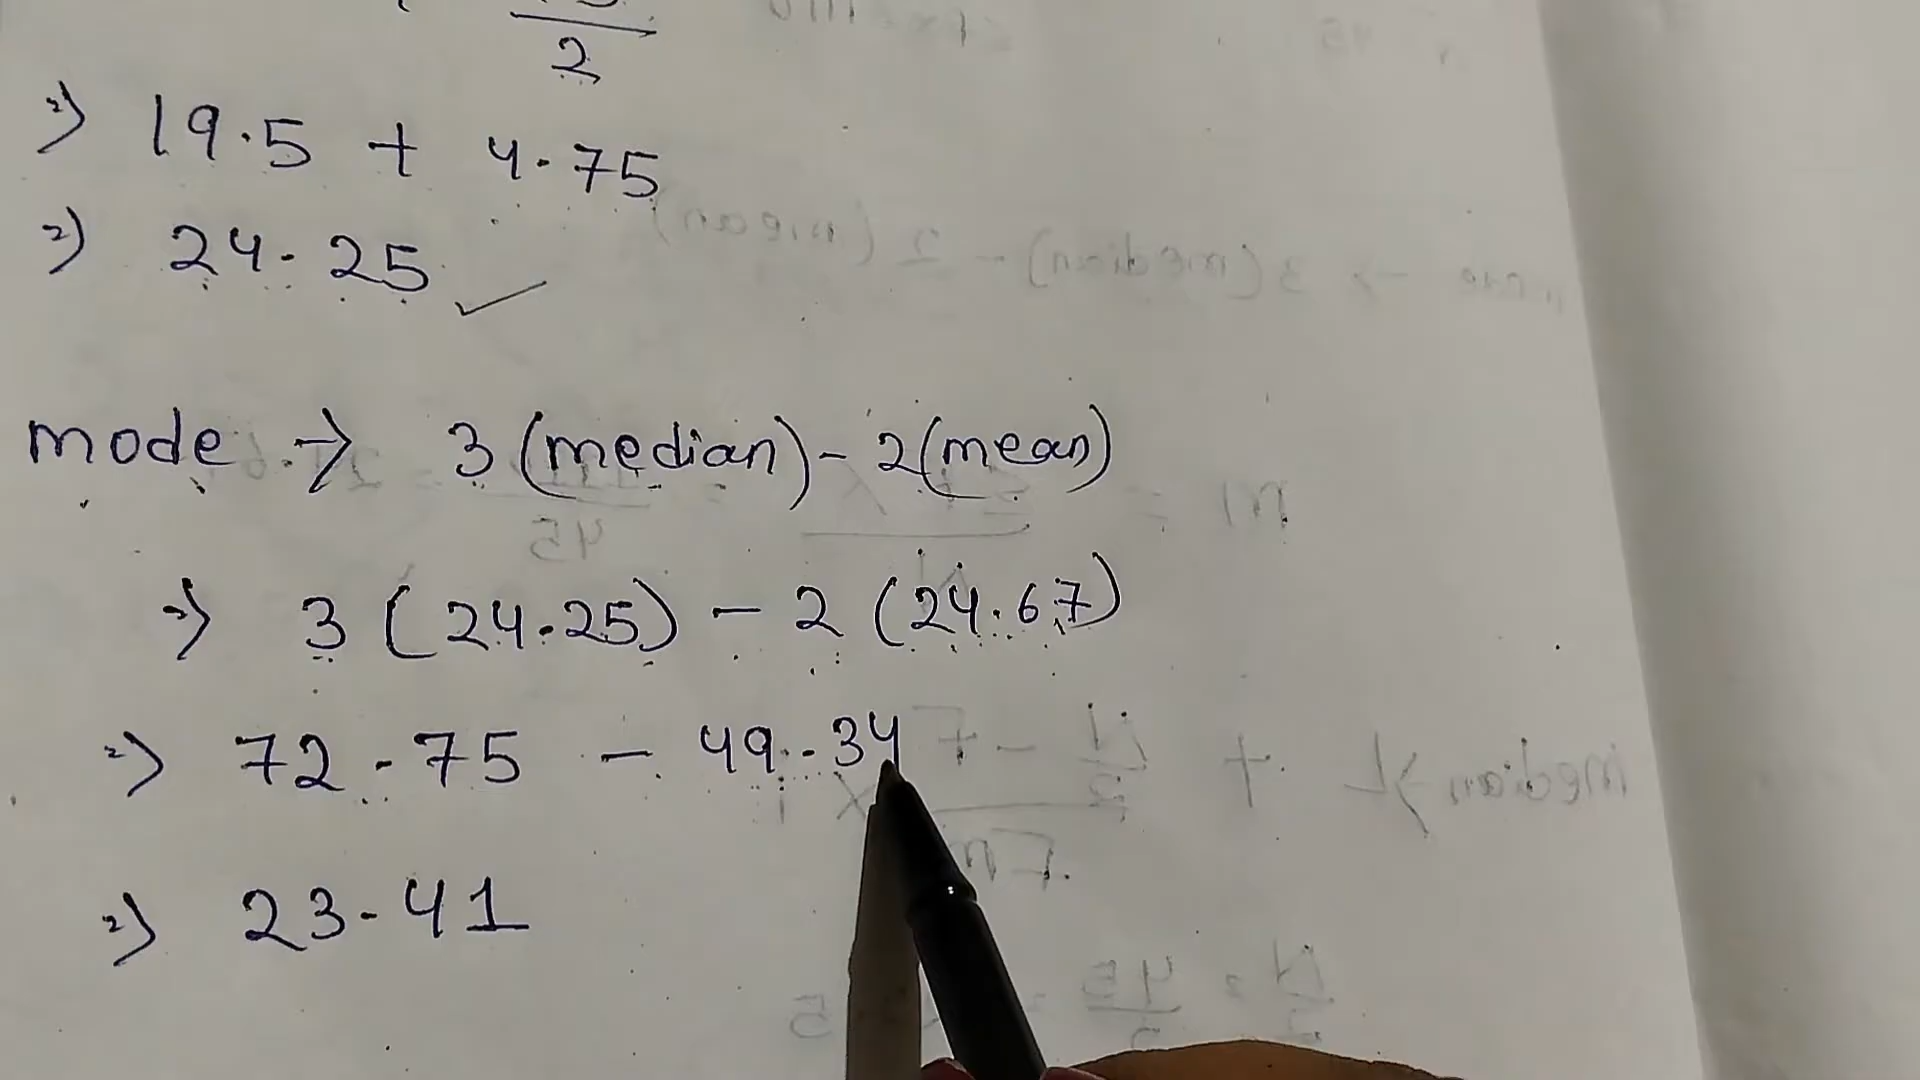 2
⇒ 19.5 + 4.75
⇒ 24.25 ✓
mode → 3 (median) - 2 (mean)
⇒ 3 (24.25) - 2 (24.67)
⇒ 72.75 - 49.34
⇒ 23.41